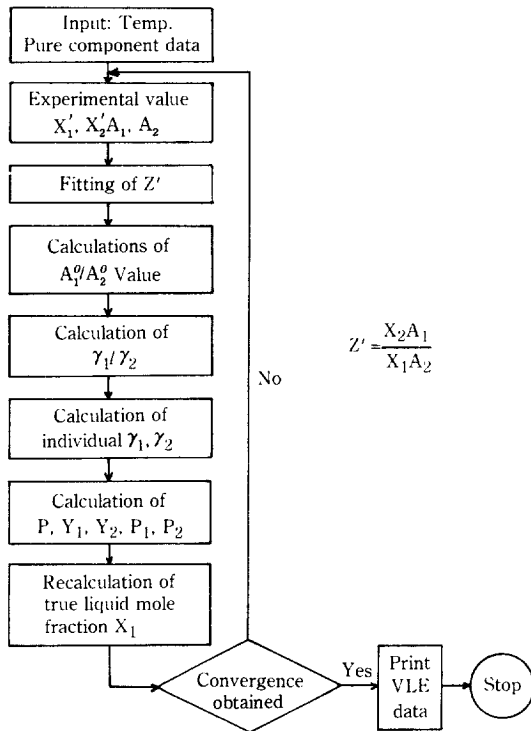 Input: Temp.
Pure component data
Experimental value
X₁', X₂'A₁, A₂
Fitting of Z'
Calculations of
A₁ᵒ/A₂ᵒ Value
Calculation of
γ₁/γ₂
Calculation of
individual γ₁, γ₂
Calculation of
P, Y₁, Y₂, P₁, P₂
Recalculation of
true liquid mole
fraction X₁
Convergence
obtained
No
Yes
Print
VLE
data
Stop
Z' = X₂A₁ / X₁A₂